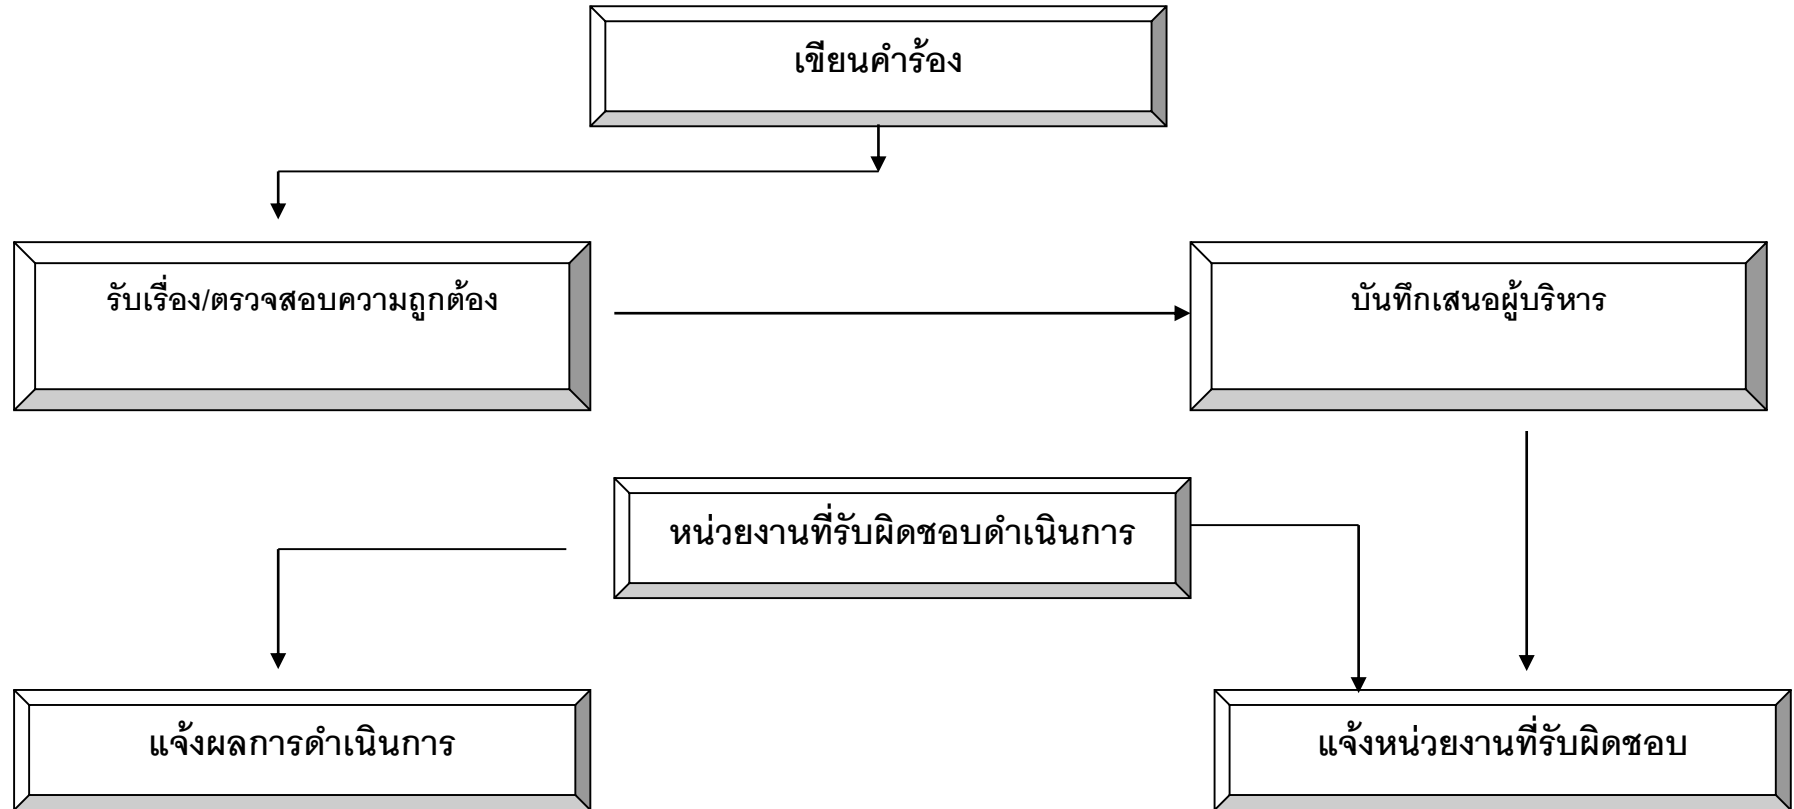 เขียนคำร้อง
รับเรื่อง/ตรวจสอบความถูกต้อง
บันทึกเสนอผู้บริหาร
หน่วยงานที่รับผิดชอบดำเนินการ
แจ้งผลการดำเนินการ
แจ้งหน่วยงานที่รับผิดชอบ